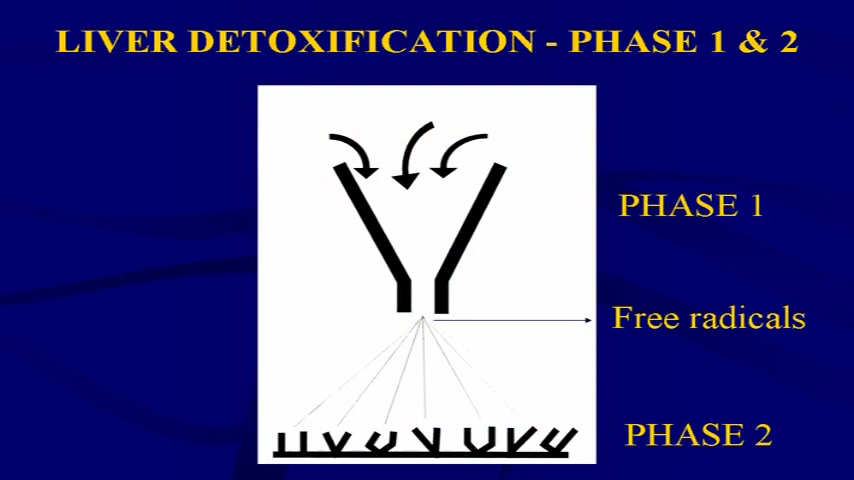 LIVER DETOXIFICATION - PHASE 1 & 2
PHASE 1
Free radicals
PHASE 2